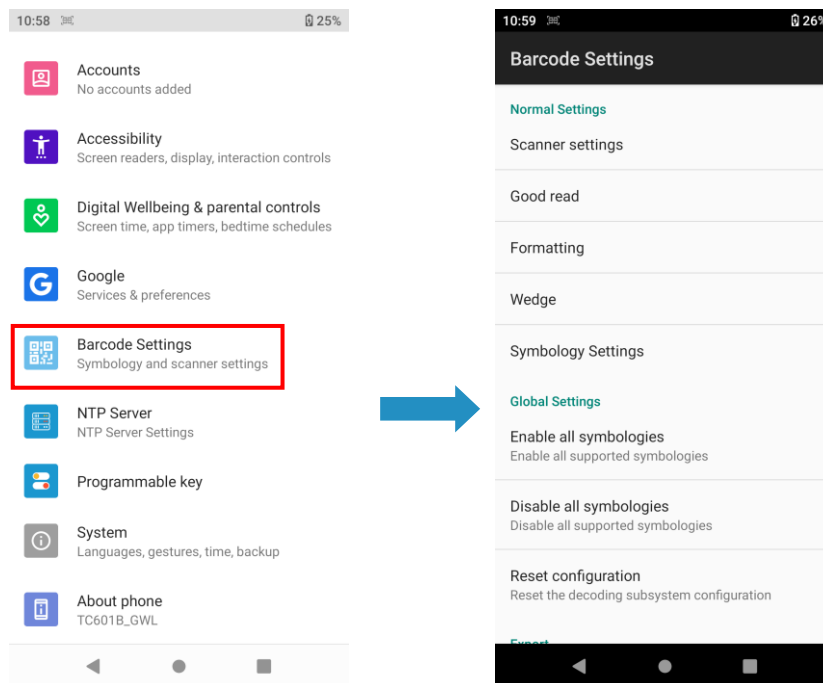 10:58
25%
Accounts
No accounts added
Accessibility
Screen readers, display, interaction controls
Digital Wellbeing & parental controls
Screen time, app timers, bedtime schedules
G
Google
Services & preferences
Barcode Settings
Symbology and scanner settings
NTP Server
NTP Server Settings
Programmable key
System
Languages, gestures, time, backup
About phone
TC601B_GWL
10:59
26%
Barcode Settings
Normal Settings
Scanner settings
Good read
Formatting
Wedge
Symbology Settings
Global Settings
Enable all symbologies
Enable all supported symbologies
Disable all symbologies
Disable all supported symbologies
Reset configuration
Reset the decoding subsystem configuration